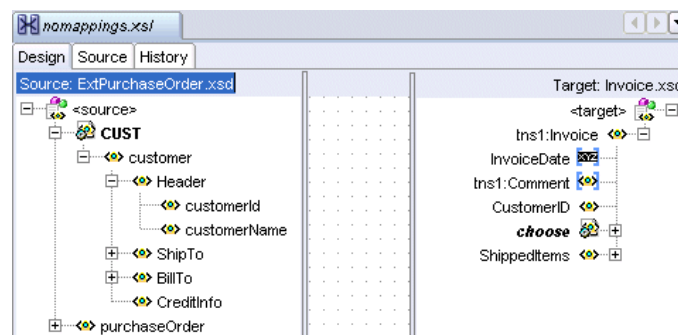 nomappings.xsl
Design Source History
Source: ExtPurchaseOrder.xsd
Target: Invoice.xsd
<source>
<target>
CUST
tns1:Invoice
customer
InvoiceDate
XYZ
Header
tns1:Comment
customerId
CustomerID
customerName
choose
ShipTo
ShippedItems
BillTo
CreditInfo
purchaseOrder